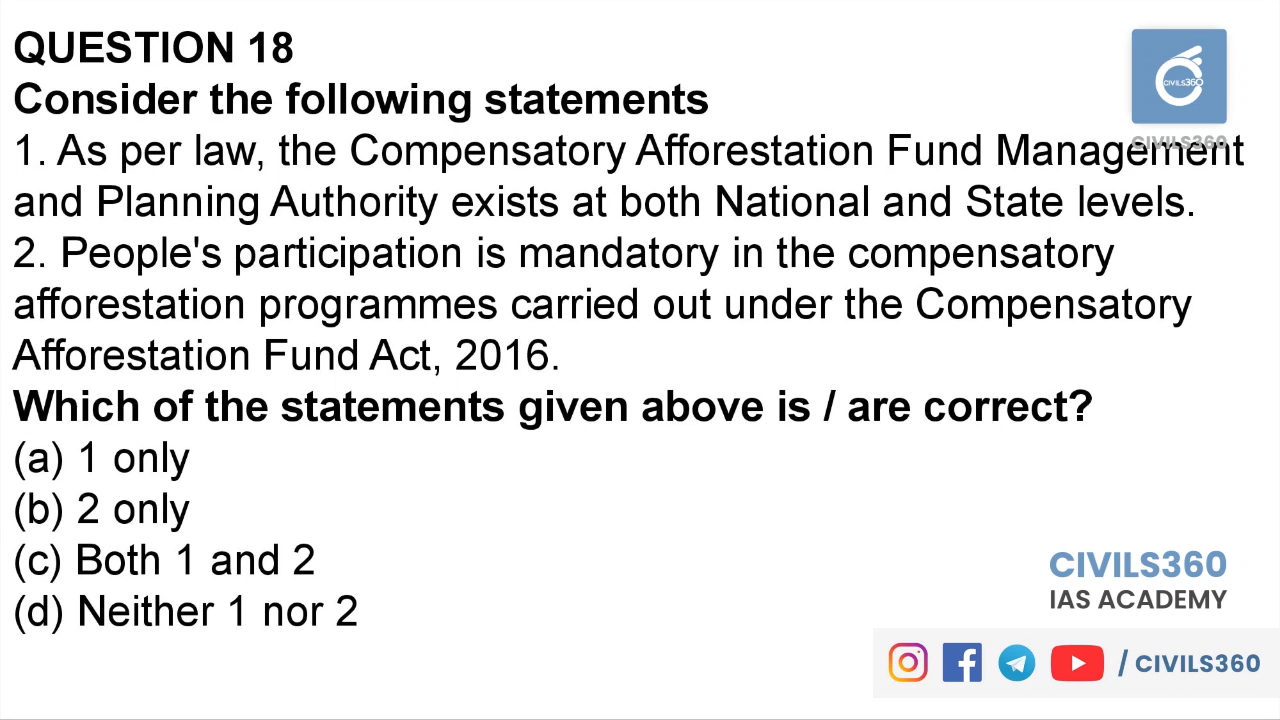 QUESTION 18
Consider the following statements
1. As per law, the Compensatory Afforestation Fund Management
and Planning Authority exists at both National and State levels.
2. People's participation is mandatory in the compensatory
afforestation programmes carried out under the Compensatory
Afforestation Fund Act, 2016.
Which of the statements given above is / are correct?
(a) 1 only
(b) 2 only
(c) Both 1 and 2
(d) Neither 1 nor 2
CIVILS360
CIVILS360
CIVILS360
IAS ACADEMY
/ CIVILS360